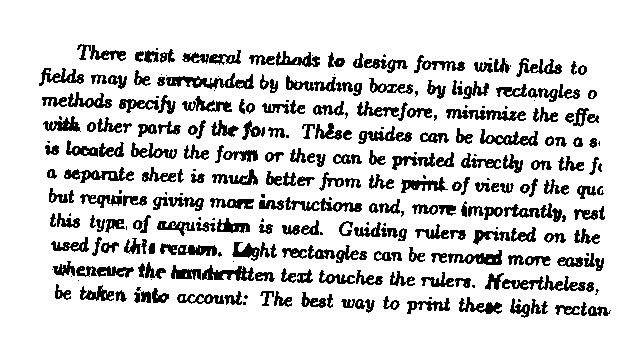 There exist several methods to design forms with fields to
fields may be surrounded by bounding boxes, by light rectangles o
methods specify where to write and, therefore, minimize the effec
with other parts of the form. These guides can be located on a s
is located below the form or they can be printed directly on the fo
a separate sheet is much better from the point of view of the qua
but requires giving more instructions and, more importantly, rest
this type of acquisition is used. Guiding rulers printed on the
used for this reason. Light rectangles can be removed more easily
whenever the handwritten text touches the rulers. Nevertheless,
be taken into account: The best way to print these light rectan